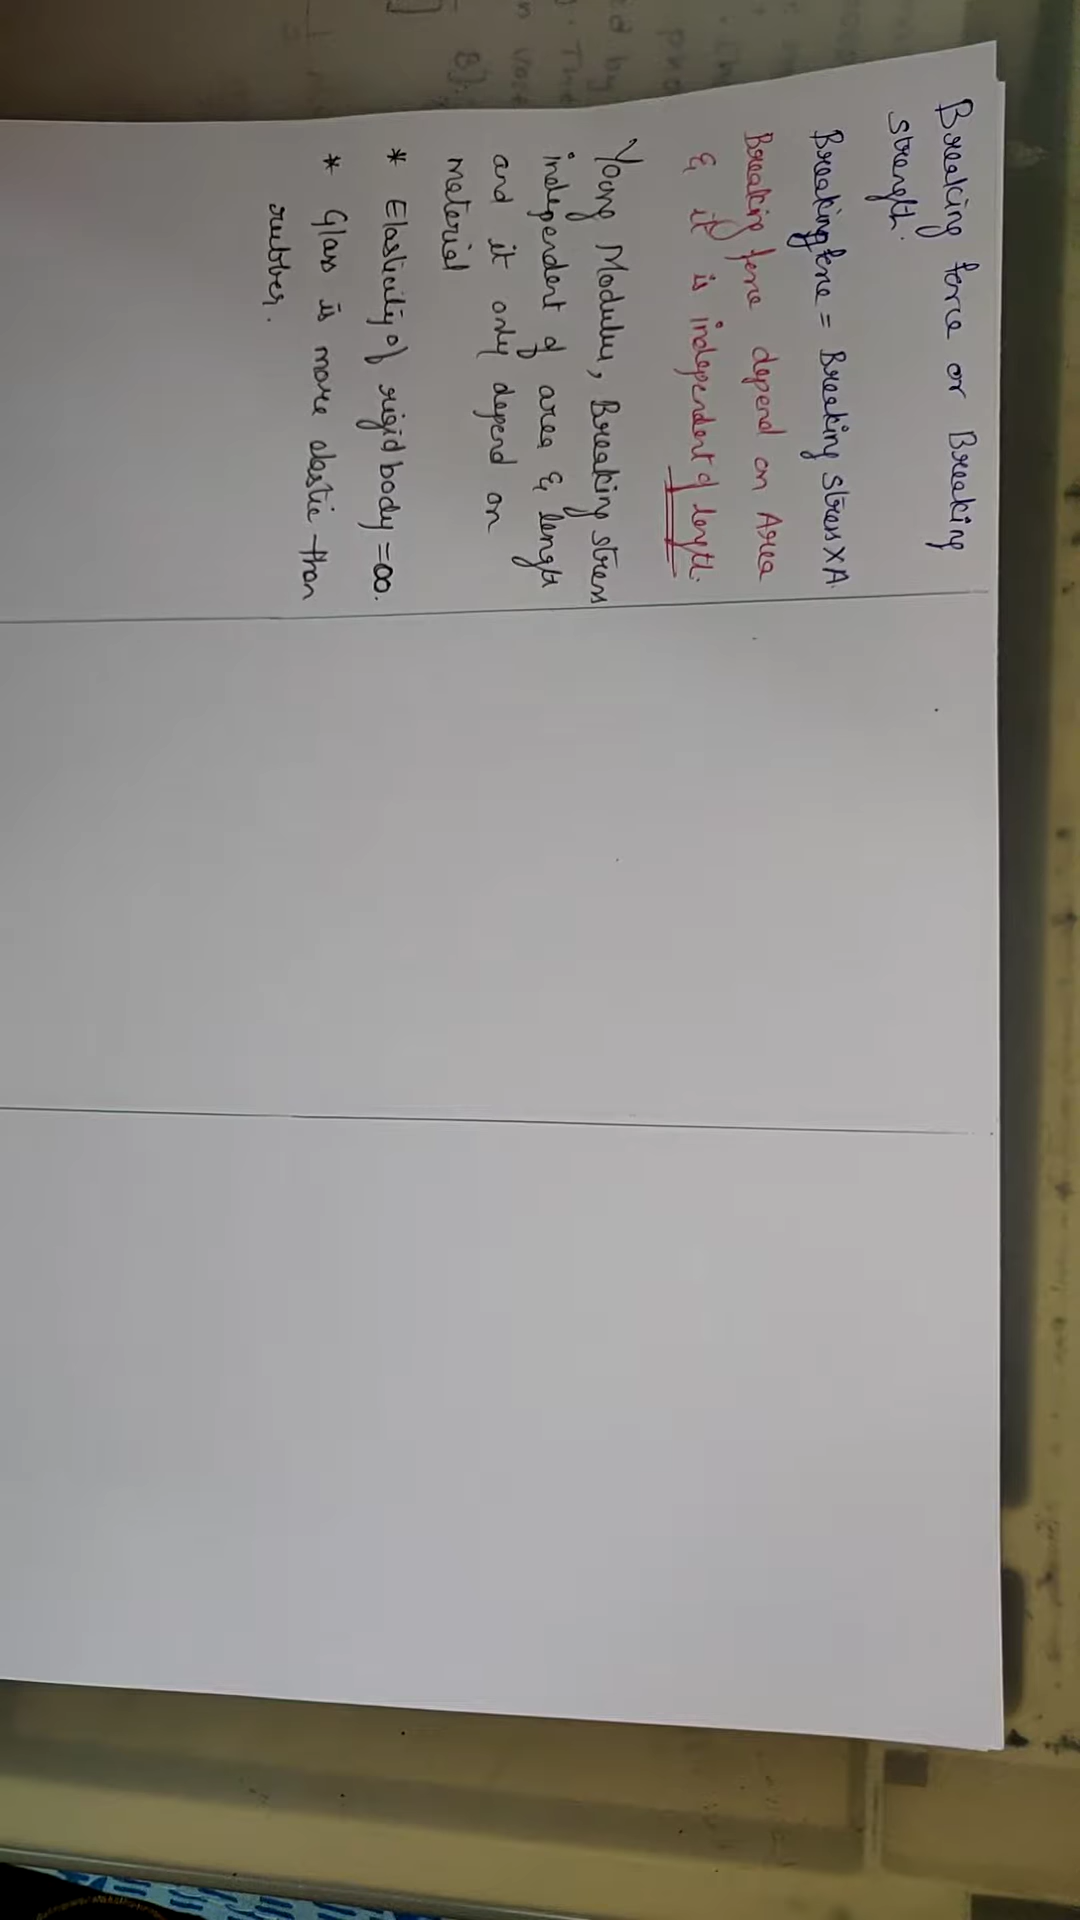 Breaking force or Breaking
strength.
Breaking force = Breaking stress X A.
Breaking force depend on Area
& it is independent of length.
Young Modulus, Breaking stress
independent of area & length
and it only depend on
material
* Elasticity of rigid body = ∞.
* Glass is more elastic than
rubber.